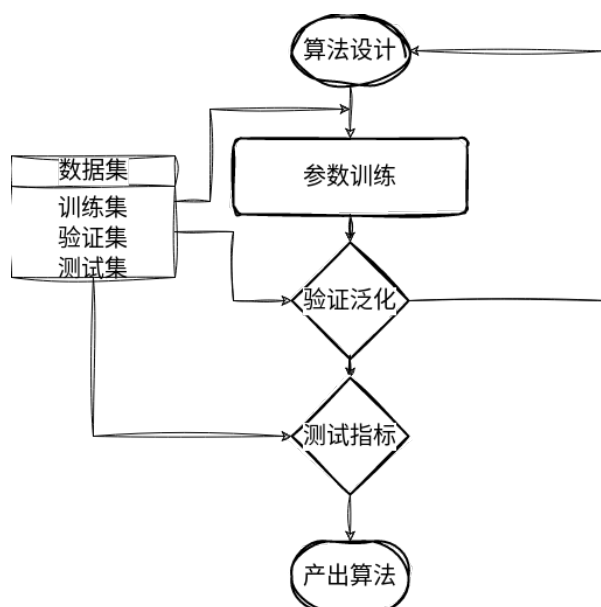 算法设计
数据集
训练集
验证集
测试集
参数训练
验证泛化
测试指标
产出算法